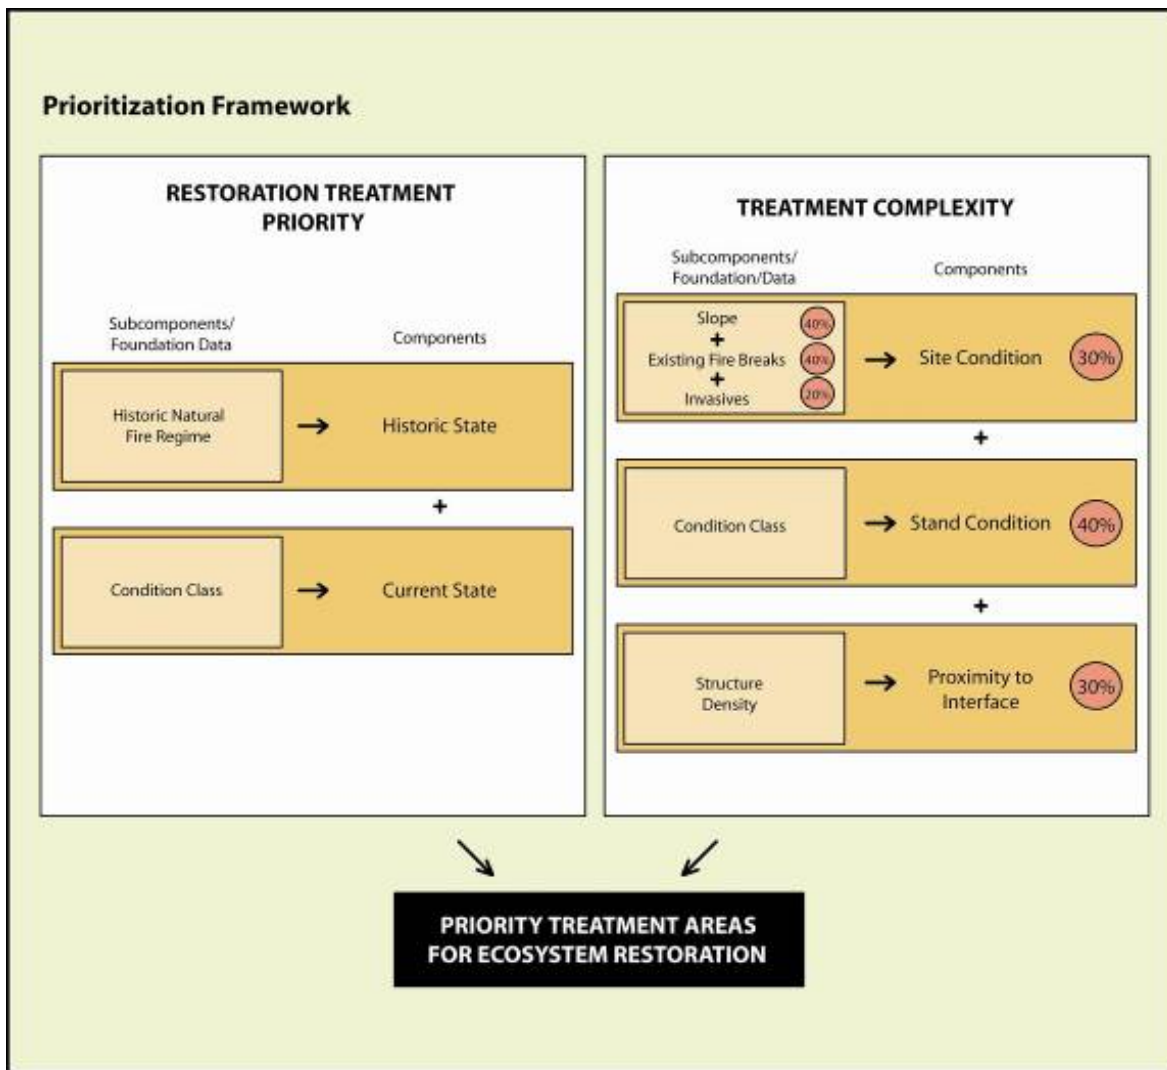 Prioritization Framework
RESTORATION TREATMENT
PRIORITY
Subcomponents/
Foundation Data
Components
Historic Natural
Fire Regime
→
Historic State
+
Condition Class
→
Current State
TREATMENT COMPLEXITY
Subcomponents/
Foundation/Data
Components
Slope
40%
+
Existing Fire Breaks
40%
+
Invasives
20%
→
Site Condition
30%
+
Condition Class
→
Stand Condition
40%
+
Structure
Density
→
Proximity to
Interface
30%
PRIORITY TREATMENT AREAS
FOR ECOSYSTEM RESTORATION